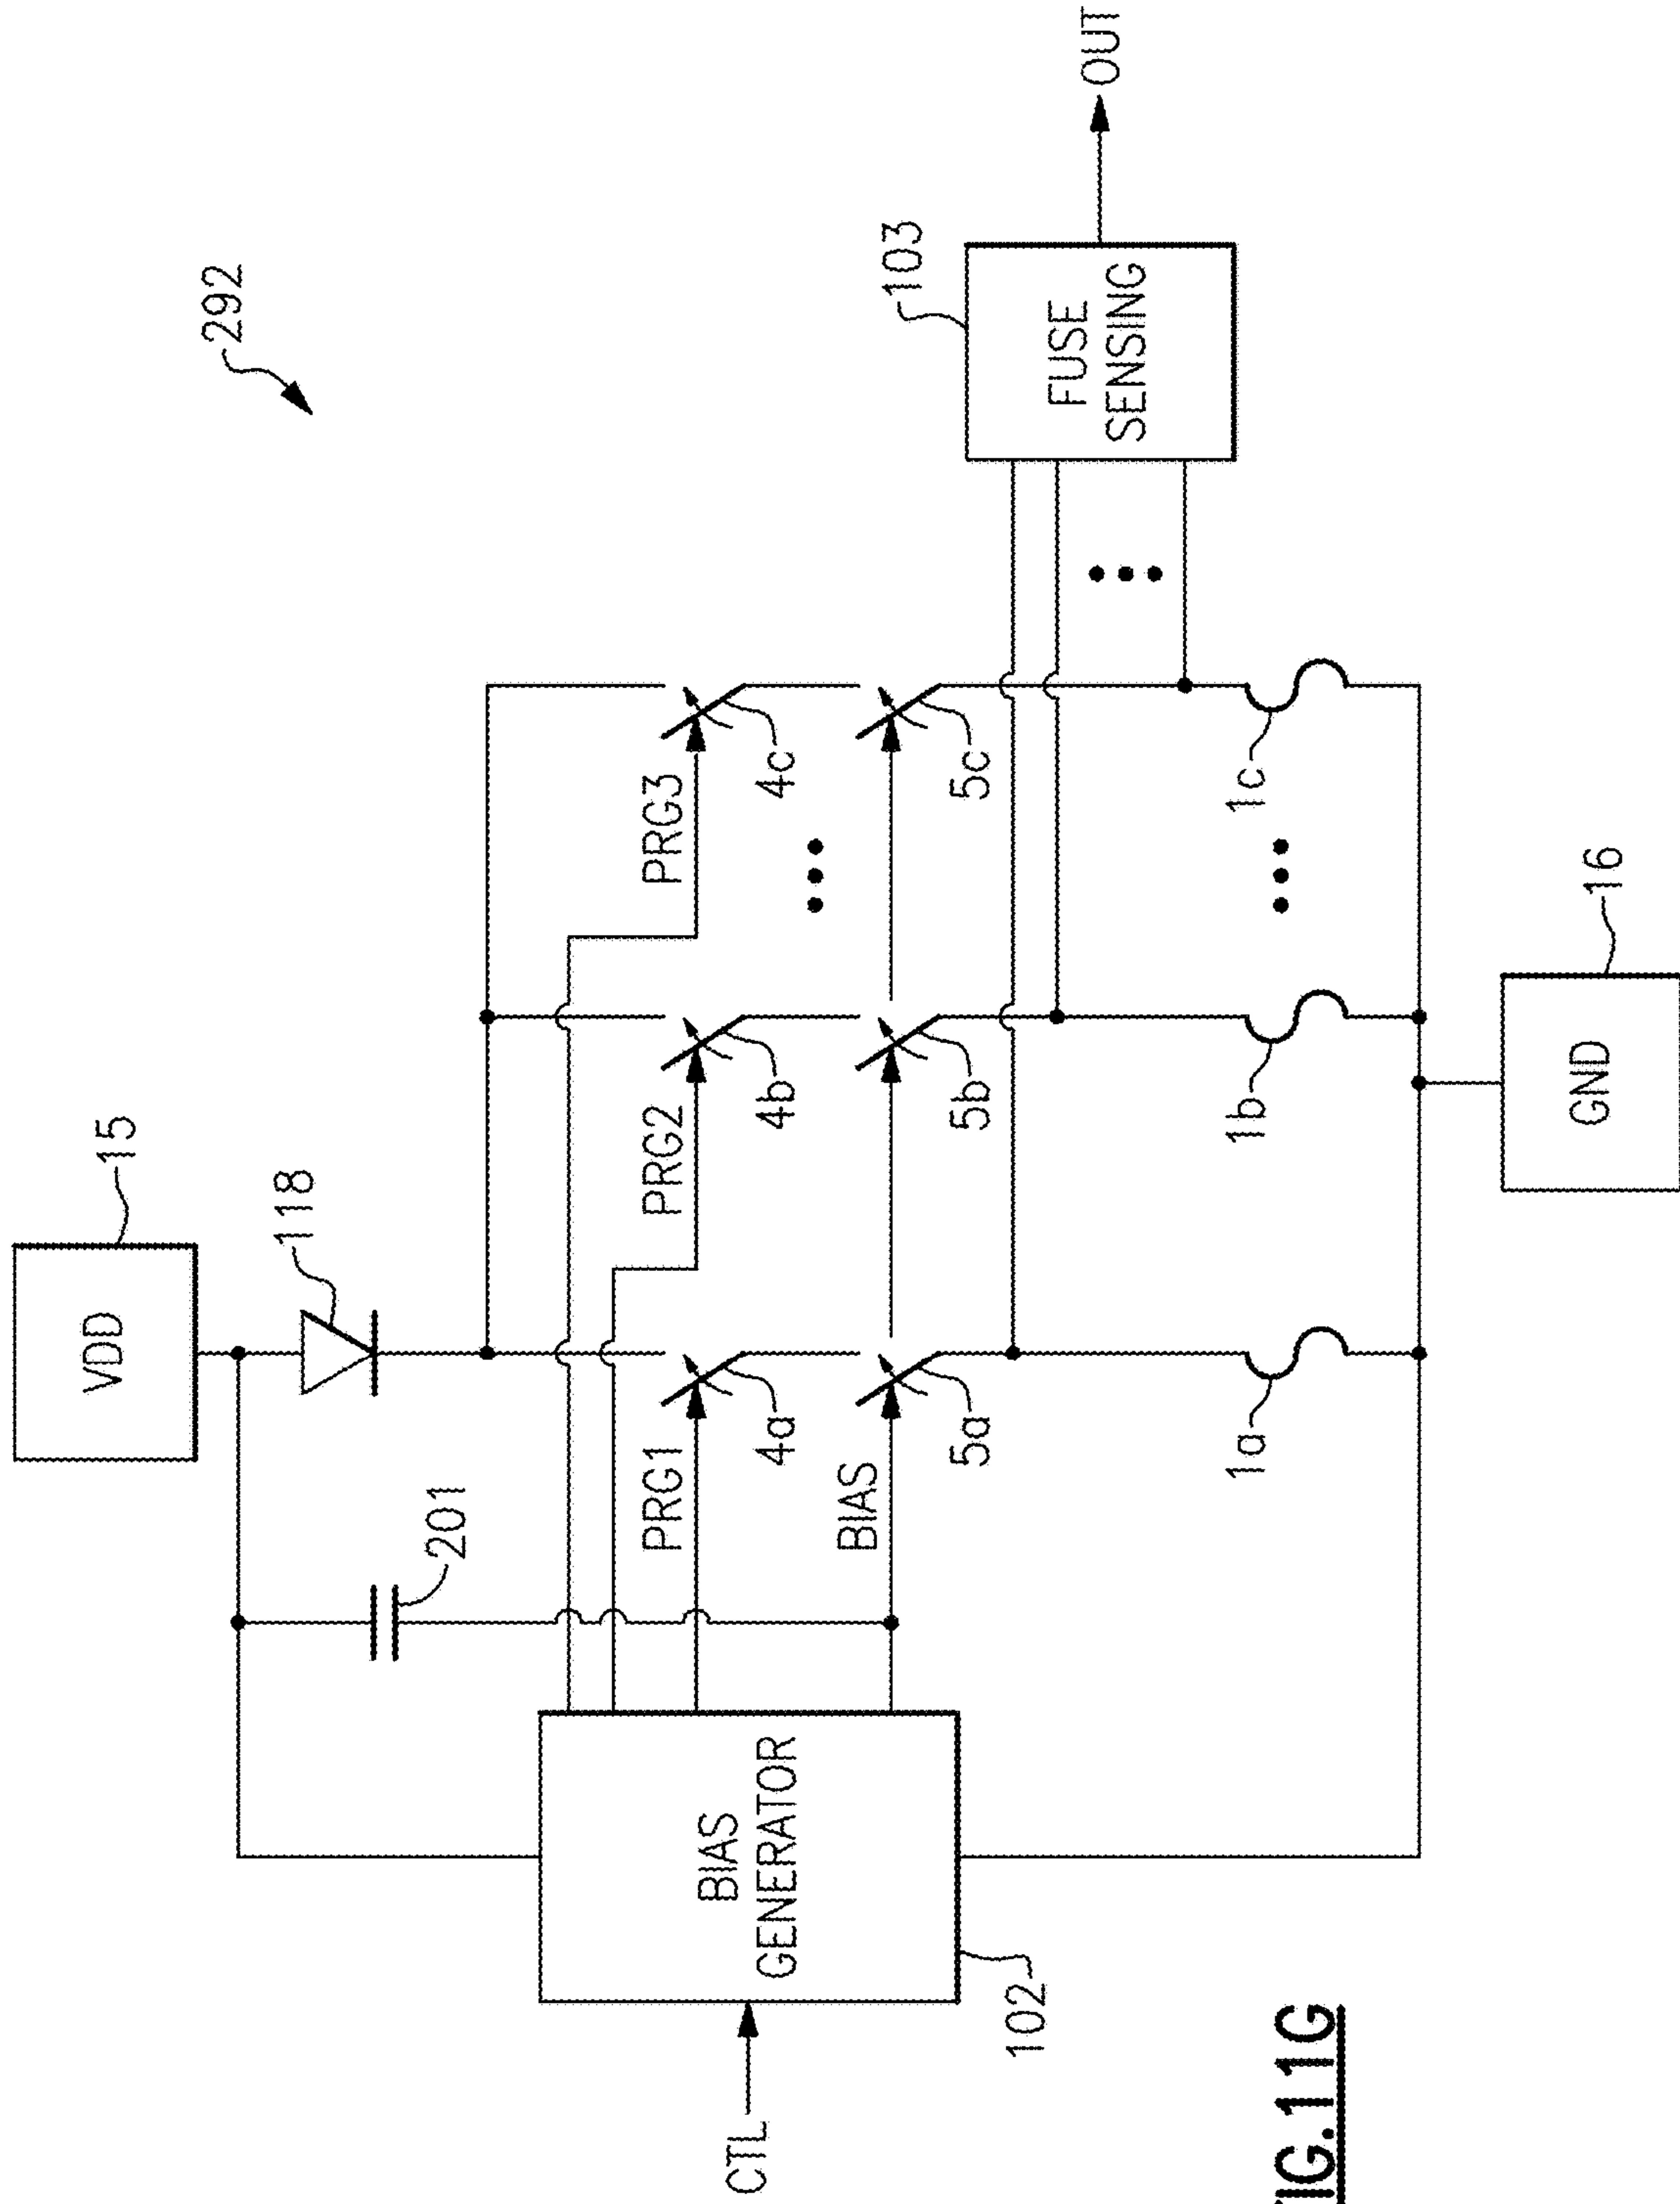 292
VDD
15
118
201
PRG1
PRG2
PRG3
4a
4b
4c
BIAS
5a
5b
5c
CTL
BIAS
GENERATOR
102
FUSE
SENSING
103
OUT
1a
1b
1c
GND
16
FIG.11G